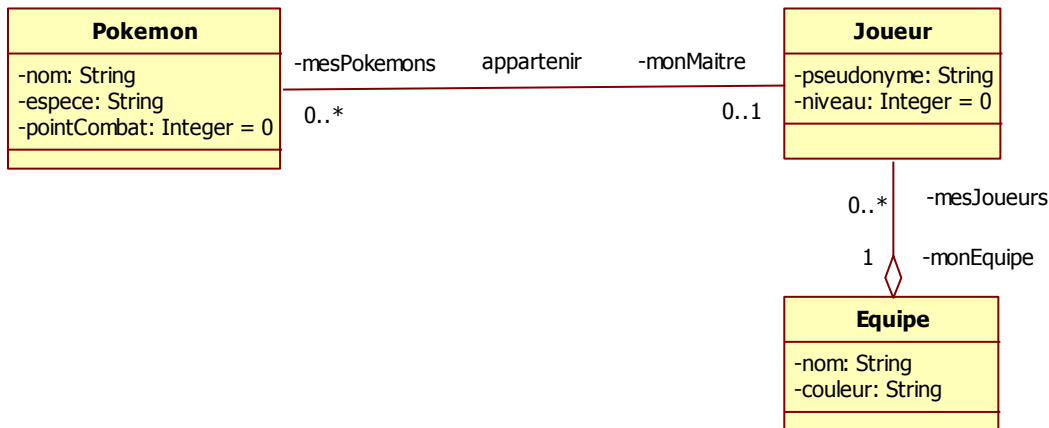 Pokemon
-nom: String
-espece: String
-pointCombat: Integer = 0
-mesPokemons
appartenir
-monMaitre
0..*
0..1
Joueur
-pseudonyme: String
-niveau: Integer = 0
0..*
-mesJoueurs
1
-monEquipe
Equipe
-nom: String
-couleur: String